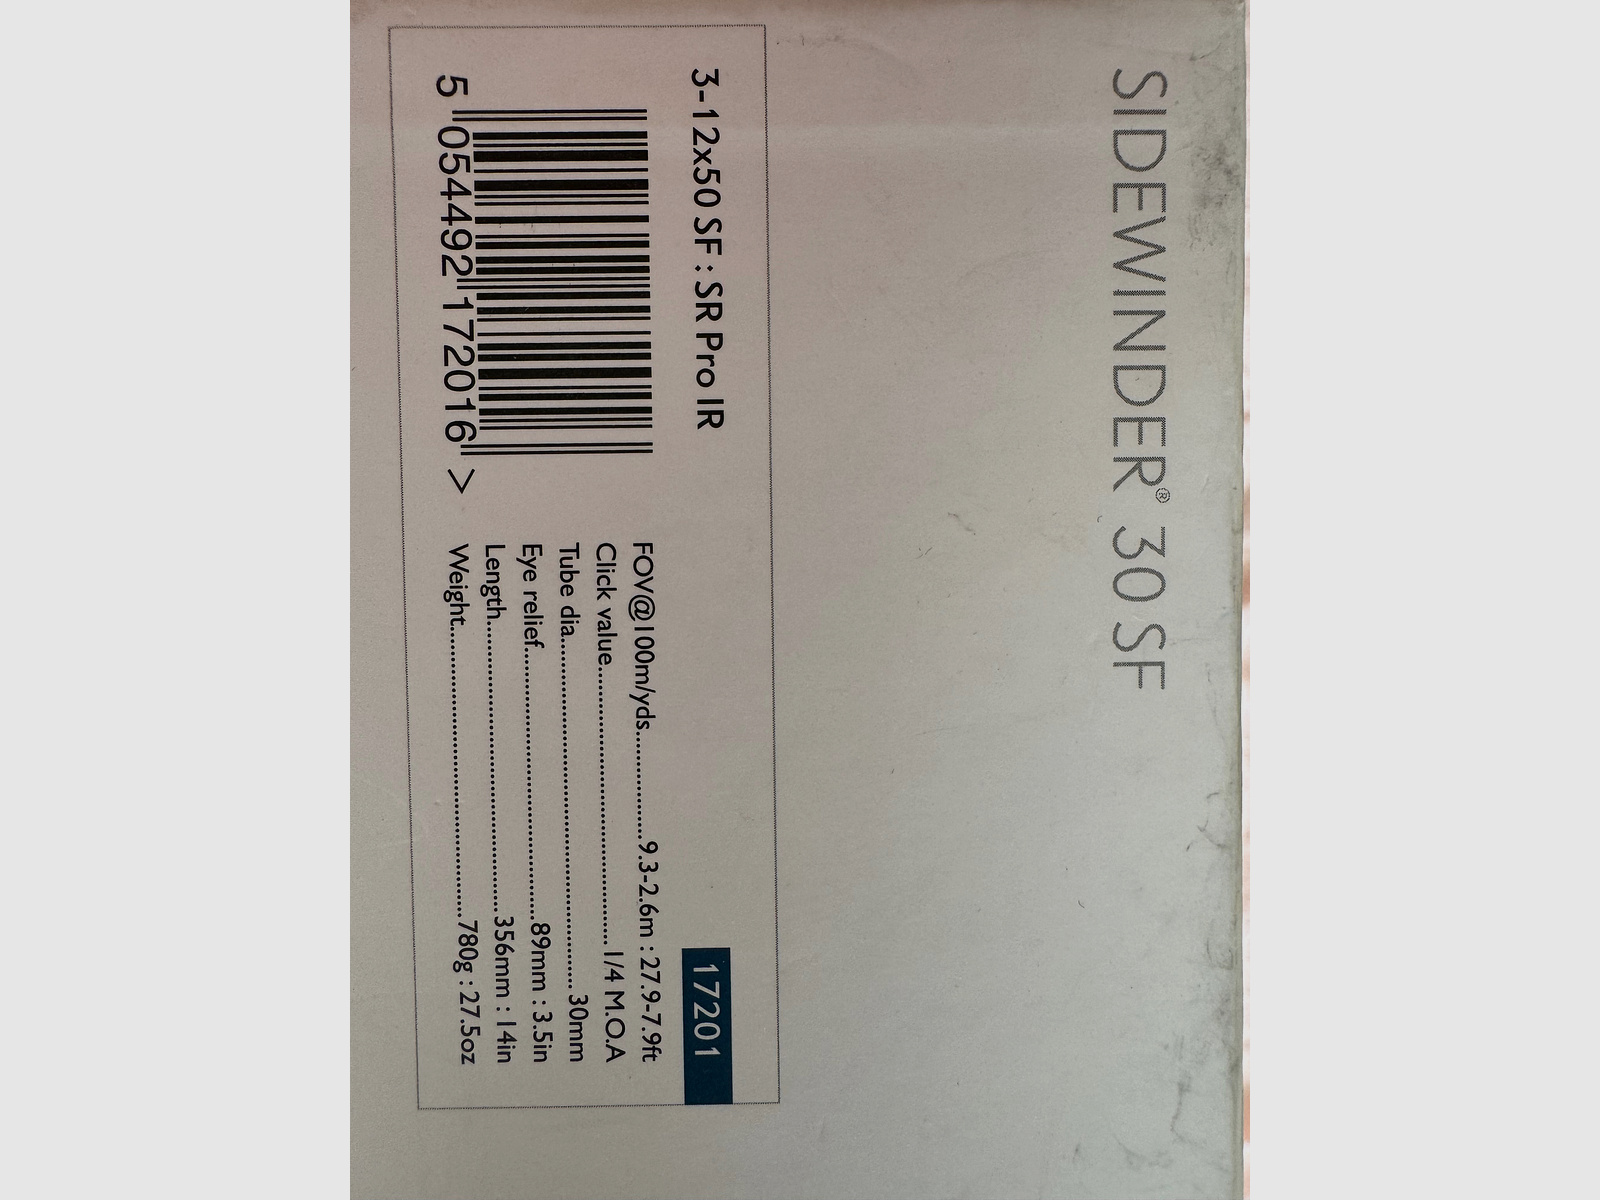 SIDEWINDER® 30 SF
3-12x50 SF : SR Pro IR
17201
5 054492 172016 >
FOV@100m/yds................9.3-2.6m : 27.9-7.9ft
Click value........................................1/4 M.O.A
Tube dia.....................................................30mm
Eye relief.........................................89mm : 3.5in
Length............................................356mm : 14in
Weight............................................780g : 27.5oz